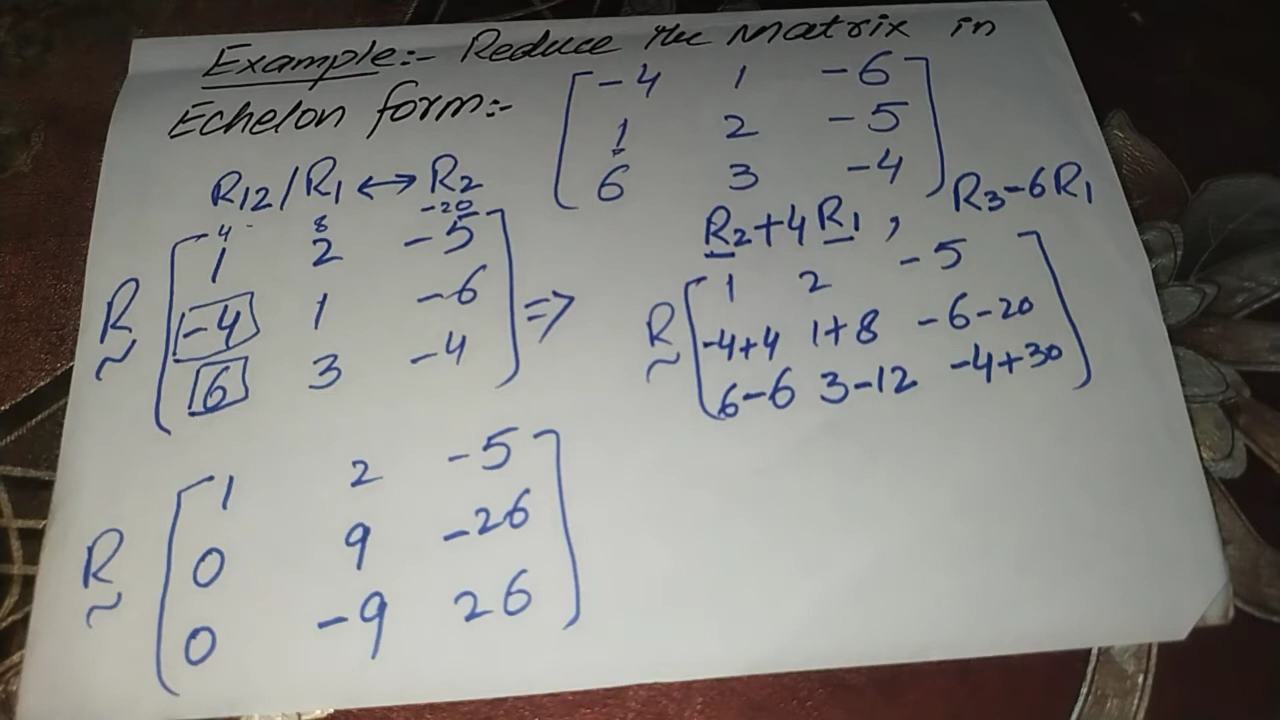 Example:- Reduce the Matrix in
Echelon form:-
-4 1 -6
1 2 -5
6 3 -4
R12/R1 ↔ R2
R2+4R1, R3-6R1
4 8 -20
R 1 2 -5
~ -4 1 -6 =>
6 3 -4
R 1 2 -5
~ -4+4 1+8 -6-20
6-6 3-12 -4+30
R 1 2 -5
~ 0 9 -26
0 -9 26